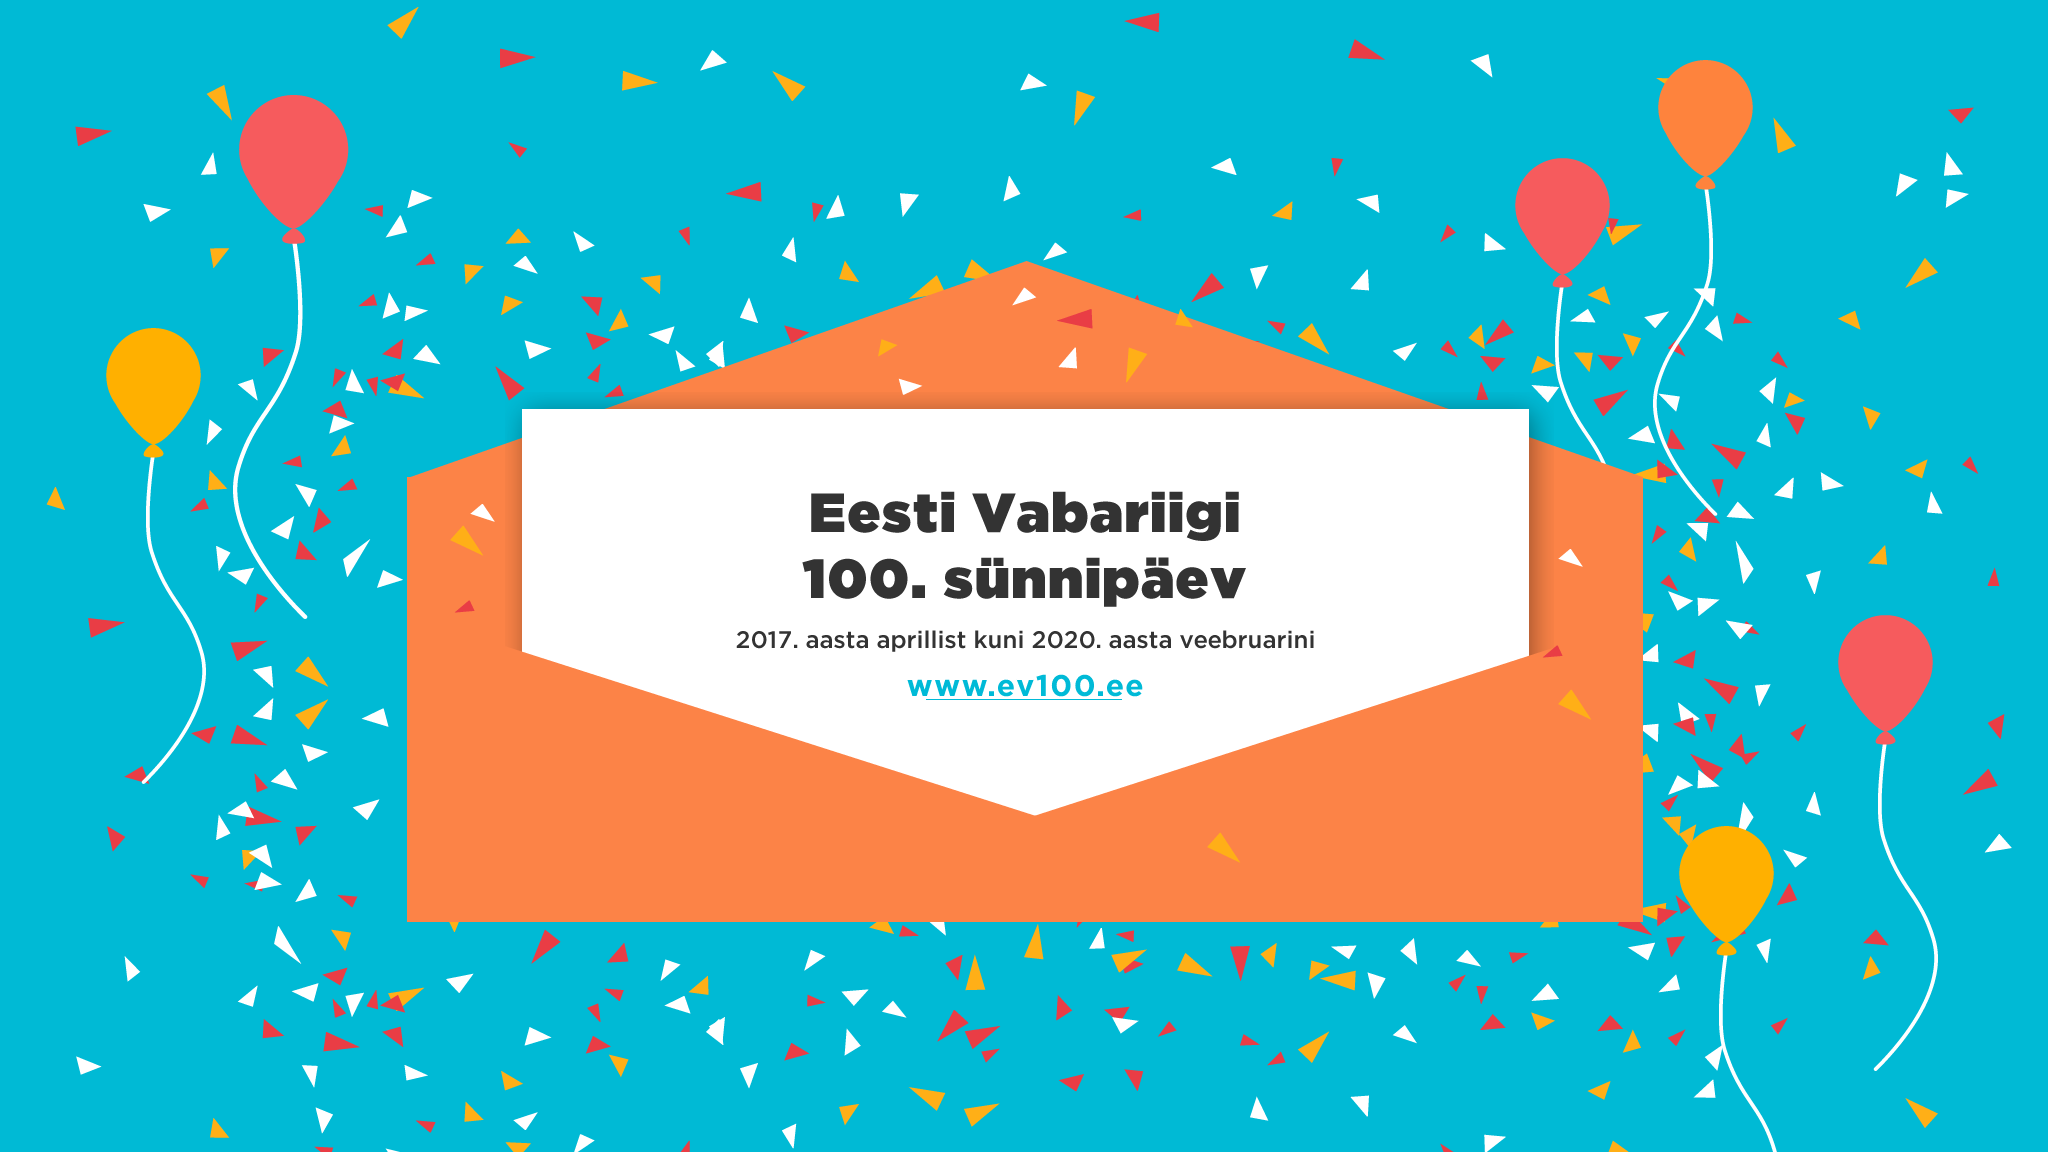 Eesti Vabariigi
100. sünnipäev
2017. aasta aprillist kuni 2020. aasta veebruarini
www.ev100.ee